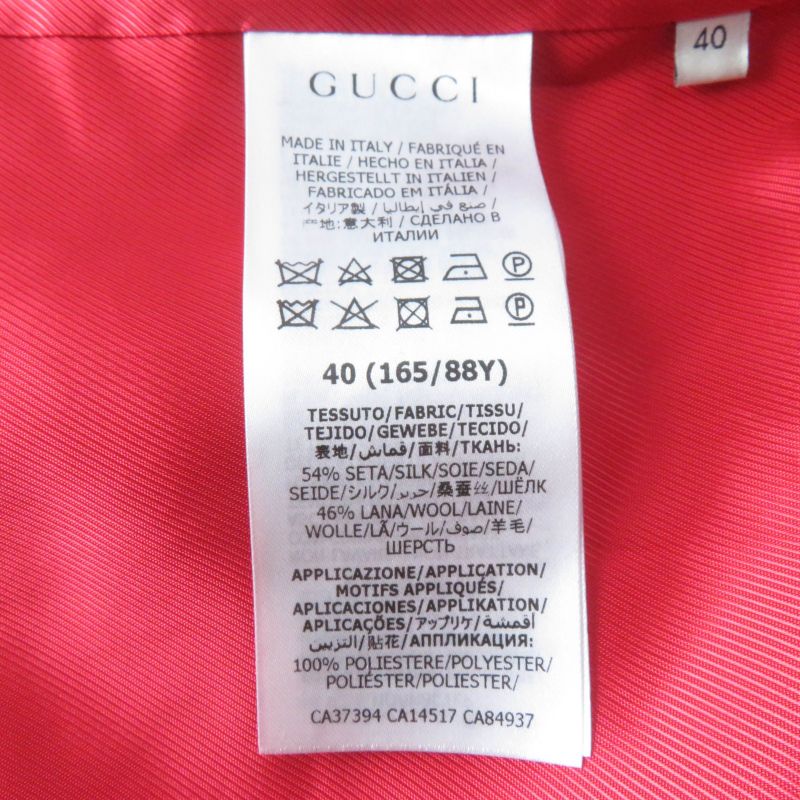 GUCCI
40
MADE IN ITALY / FABRIQUÉ EN
ITALIE / HECHO EN ITALIA /
HERGESTELLT IN ITALIEN /
FABRICADO EM ITÁLIA /
イタリア製 / صنع في إيطاليا /
产地:意大利 / СДЕЛАНО В
ИТАЛИИ
P
P
40 (165/88Y)
TESSUTO/FABRIC/TISSU/
TEJIDO/GEWEBE/TECIDO/
表地/قماش/面料/ТКАНЬ:
54% SETA/SILK/SOIE/SEDA/
SEIDE/シルク/حرير/桑蚕丝/ШЁЛК
46% LANA/WOOL/LAINE/
WOLLE/LÃ/ウール/صوف/羊毛/
ШЕРСТЬ
APPLICAZIONE/APPLICATION/
MOTIFS APPLIQUÉS/
APLICACIONES/APPLIKATION/
APLICAÇÕES/アップリケ/أقمشة
التزيين/贴花/АППЛИКАЦИЯ:
100% POLIESTERE/POLYESTER/
POLIÉSTER/POLIÉSTER/
CA37394 CA14517 CA84937